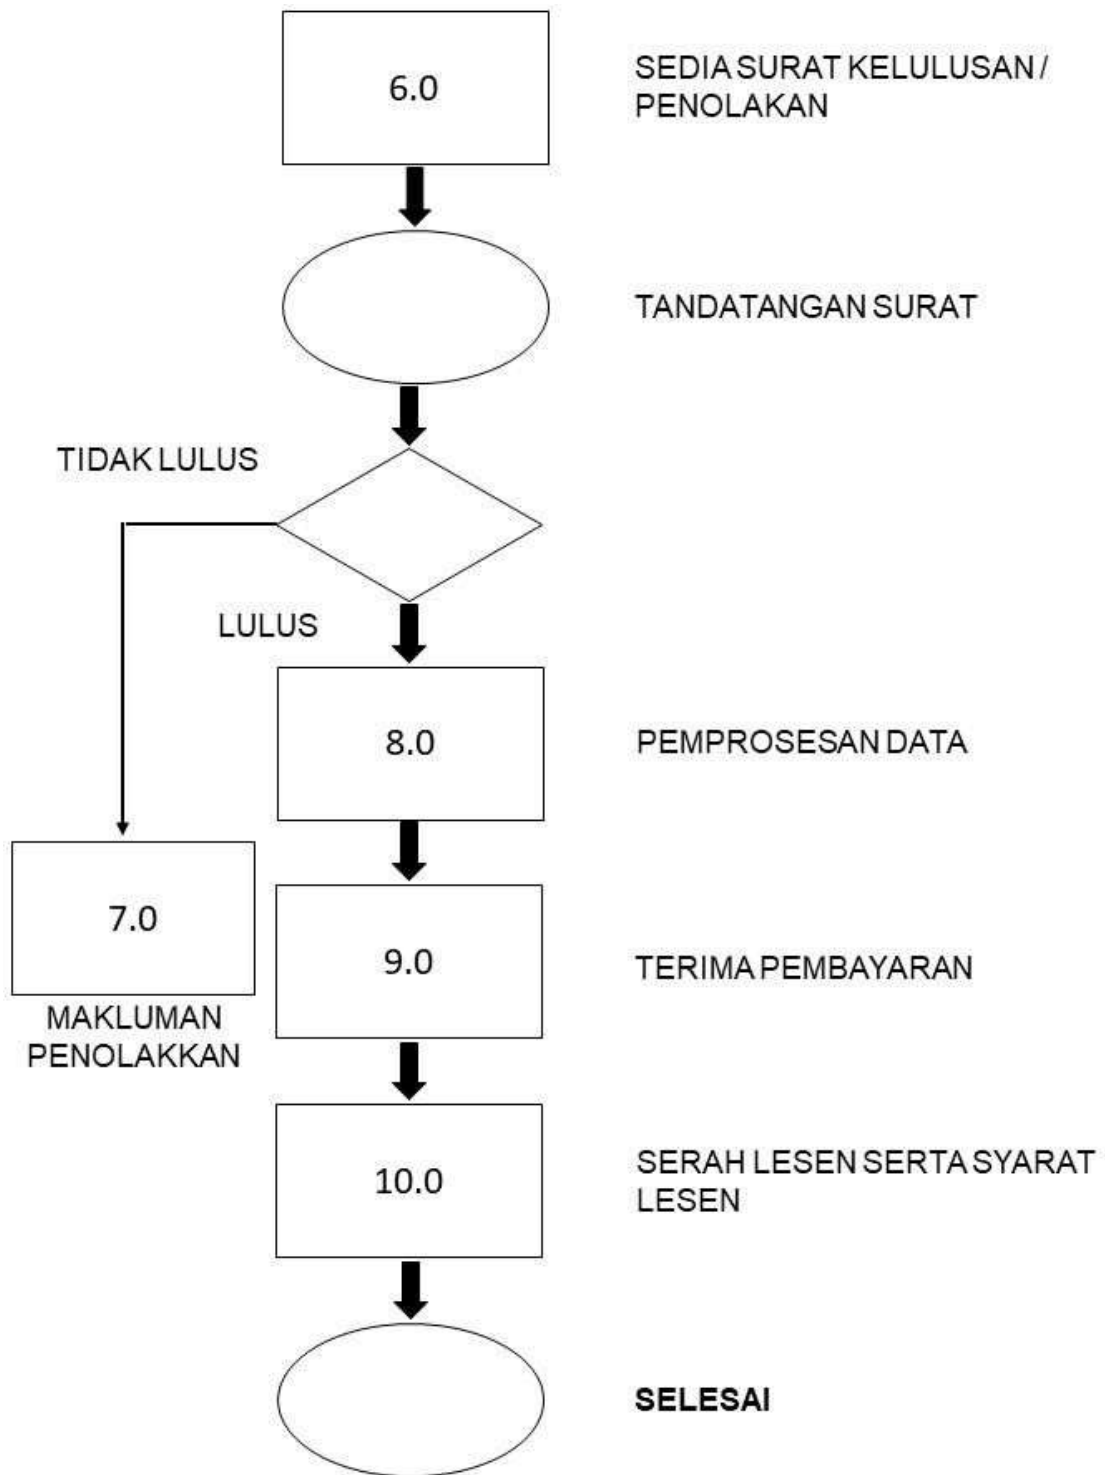 6.0
SEDIA SURAT KELULUSAN /
PENOLAKAN
TANDATANGAN SURAT
TIDAK LULUS
LULUS
8.0
PEMPROSESAN DATA
7.0
MAKLUMAN
PENOLAKKAN
9.0
TERIMA PEMBAYARAN
10.0
SERAH LESEN SERTA SYARAT
LESEN
SELESAI